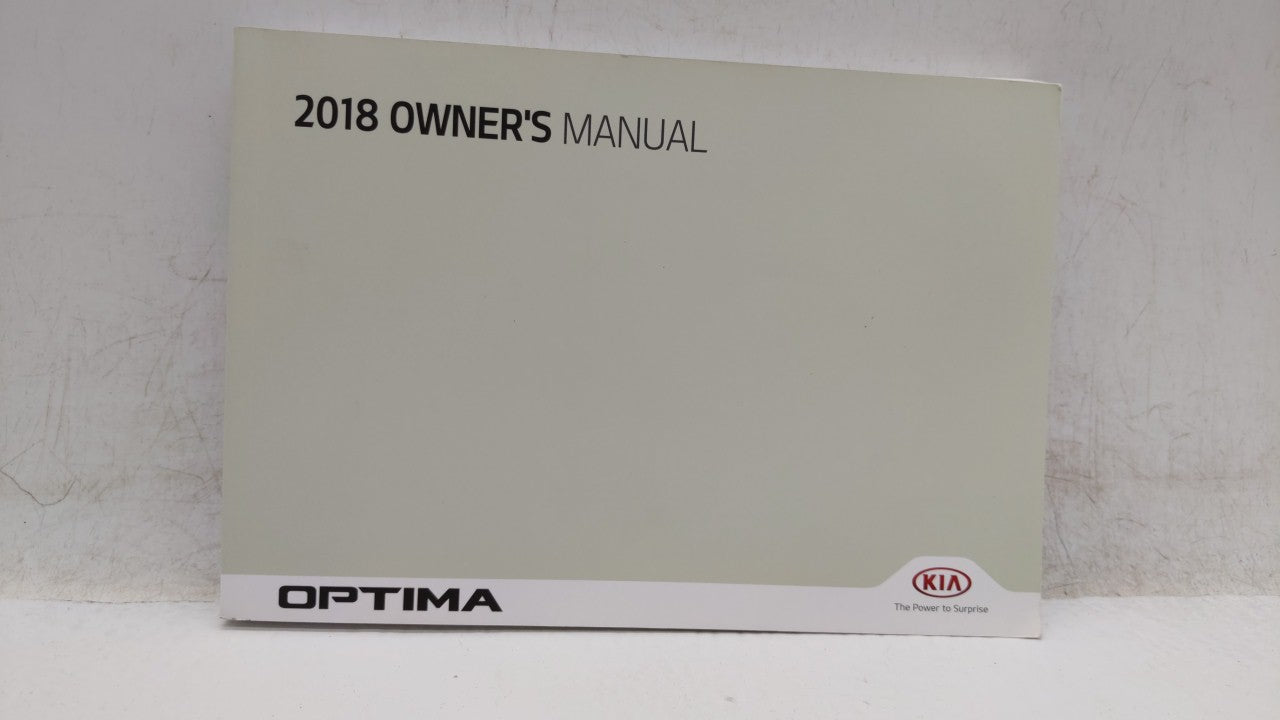 2018 OWNER'S MANUAL
OPTIMA
KIA
The Power to Surprise